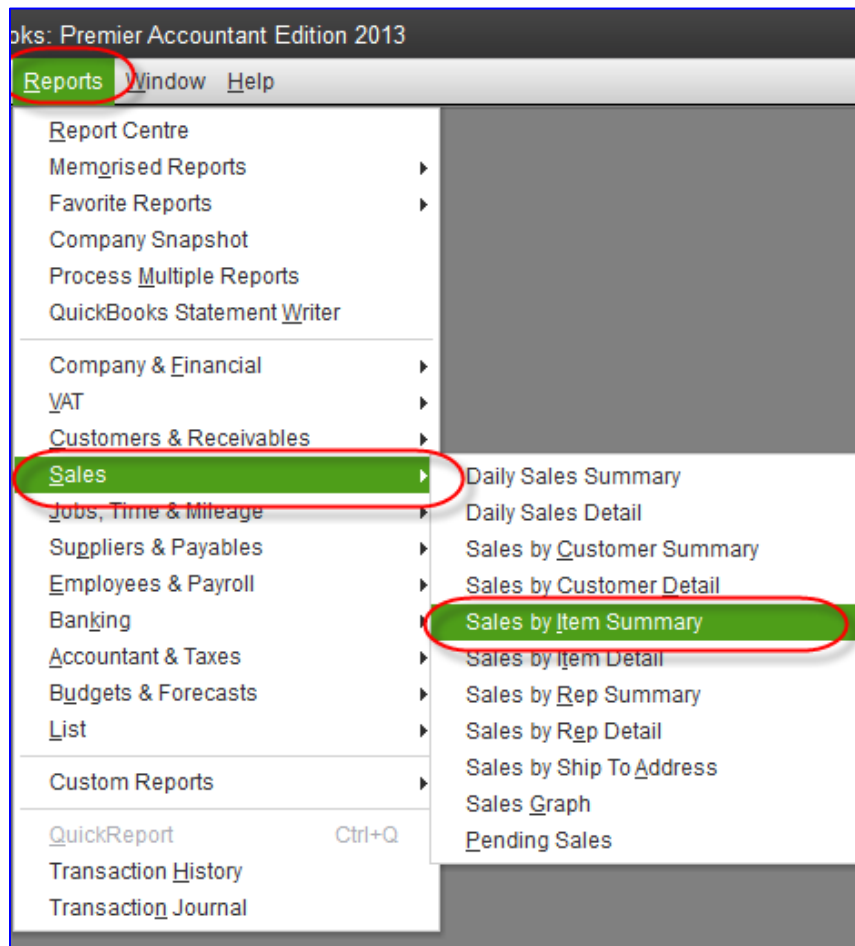 oks: Premier Accountant Edition 2013
Reports Window Help
Report Centre
Memorised Reports
Favorite Reports
Company Snapshot
Process Multiple Reports
QuickBooks Statement Writer
Company & Financial
VAT
Customers & Receivables
Sales
Jobs, Time & Mileage
Suppliers & Payables
Employees & Payroll
Banking
Accountant & Taxes
Budgets & Forecasts
List
Custom Reports
QuickReport Ctrl+Q
Transaction History
Transaction Journal
Daily Sales Summary
Daily Sales Detail
Sales by Customer Summary
Sales by Customer Detail
Sales by Item Summary
Sales by Item Detail
Sales by Rep Summary
Sales by Rep Detail
Sales by Ship To Address
Sales Graph
Pending Sales